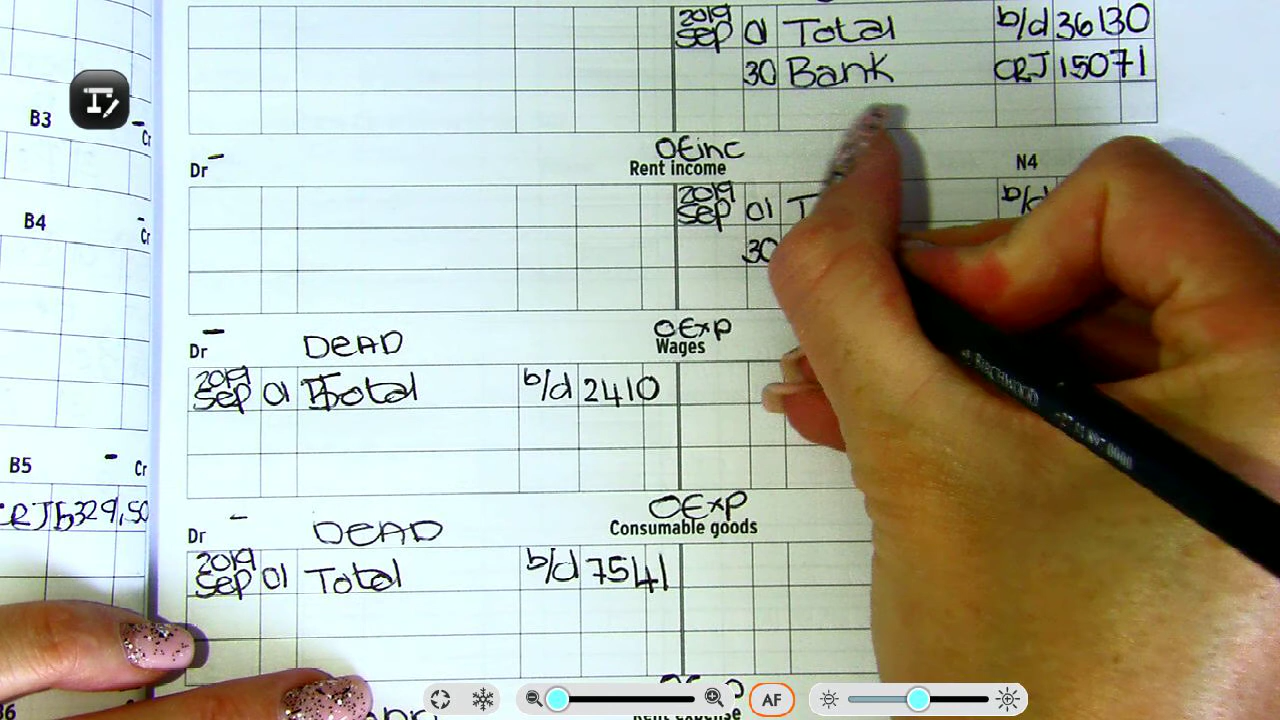 2019 Sep 01 Total b/d 36130
30 Bank CRJ 15071
B3 - Cr
Dr - OEinc Rent income N4
2019 Sep 01 T b/d
30
B4 - Cr
Dr - DEAD OExp Wages
2019 Sep 01 Total b/d 2410
B5 - Cr
CRJ 5329,50
Dr - DEAD OExp Consumable goods
2019 Sep 01 Total b/d 7541
B6
Rent expense
AF
BIRCHWOOD